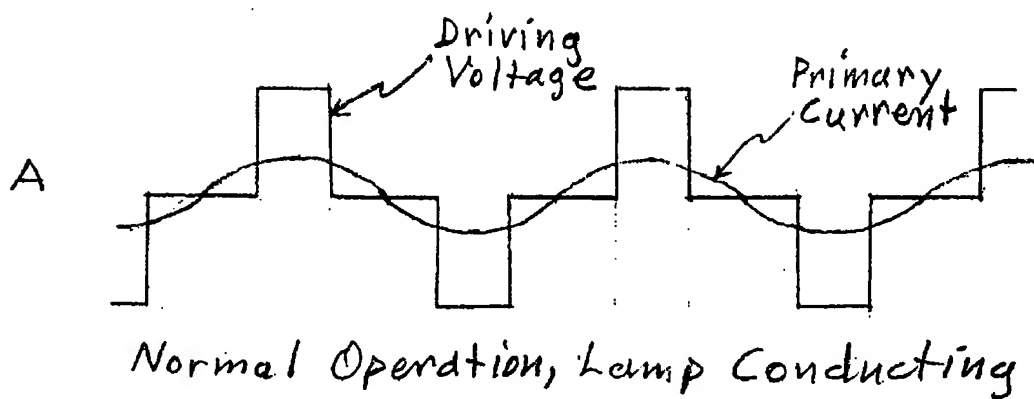 Driving
Voltage
Primary
Current
A
Normal Operation, Lamp Conducting